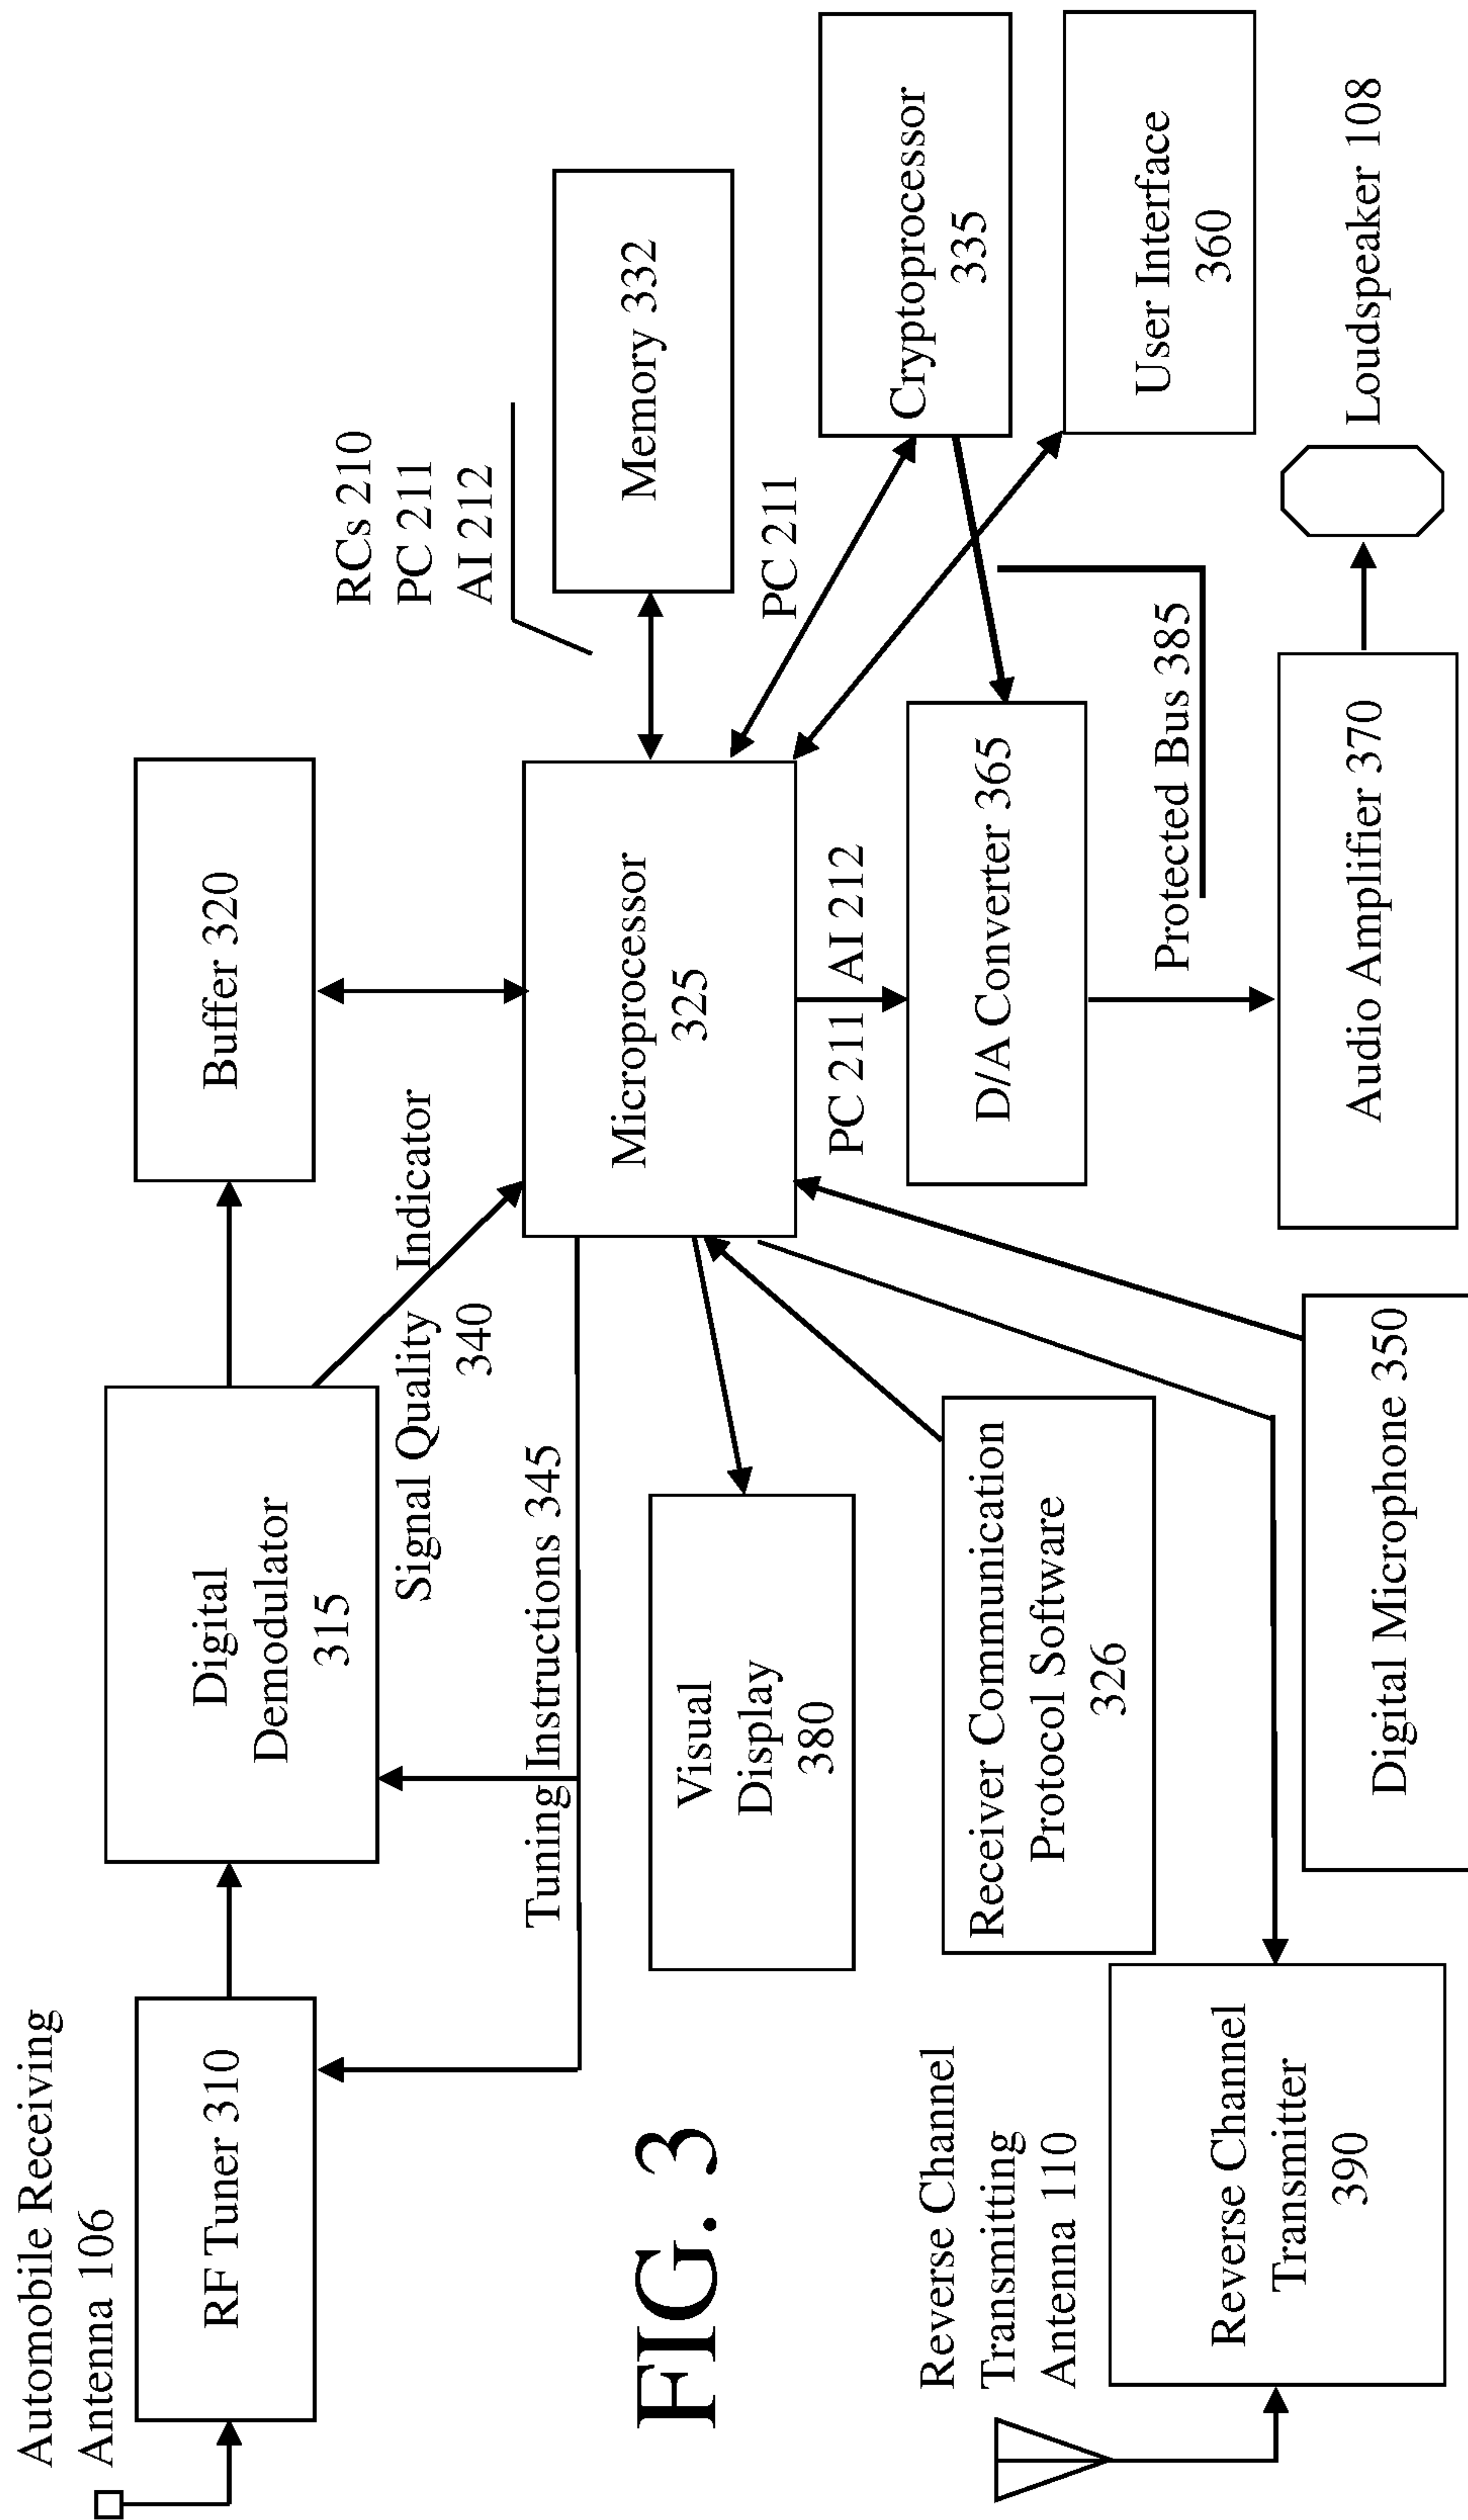 Automobile Receiving
Antenna 106
RF Tuner 310
Digital
Demodulator
315
Buffer 320
Signal Quality Indicator
340
Tuning Instructions 345
RCs 210
PC 211
AI 212
Microprocessor
325
Memory 332
Visual
Display
380
PC 211
PC 211 AI 212
Cryptoprocessor
335
FIG. 3
Receiver Communication
Protocol Software
326
D/A Converter 365
User Interface
360
Protected Bus 385
Reverse Channel
Transmitting
Antenna 110
Reverse Channel
Transmitter
390
Digital Microphone 350
Audio Amplifier 370
Loudspeaker 108